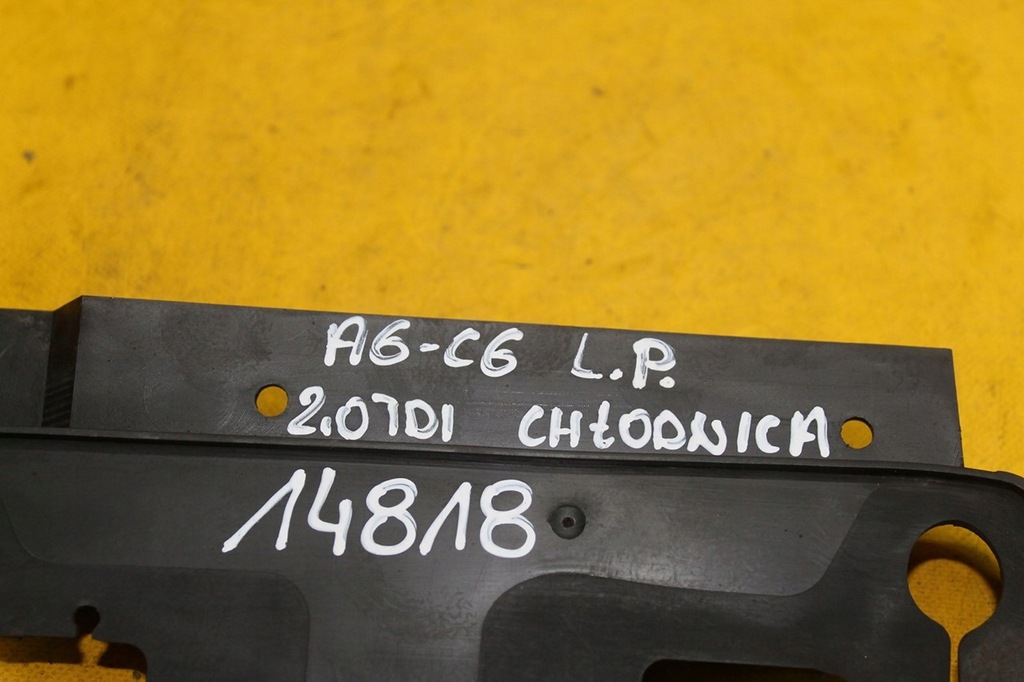 A6-C6 L.P.
2.0TDI CHŁODNICA
14818